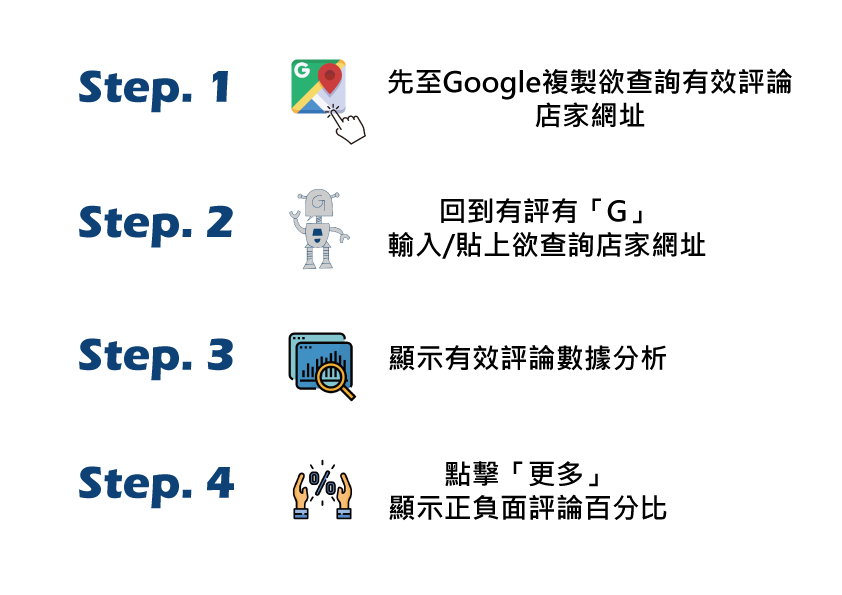 Step. 1
G
先至Google複製欲查詢有效評論
店家網址
Step. 2
G
回到有評有「G」
輸入/貼上欲查詢店家網址
Step. 3
顯示有效評論數據分析
Step. 4
%
點擊「更多」
顯示正負面評論百分比